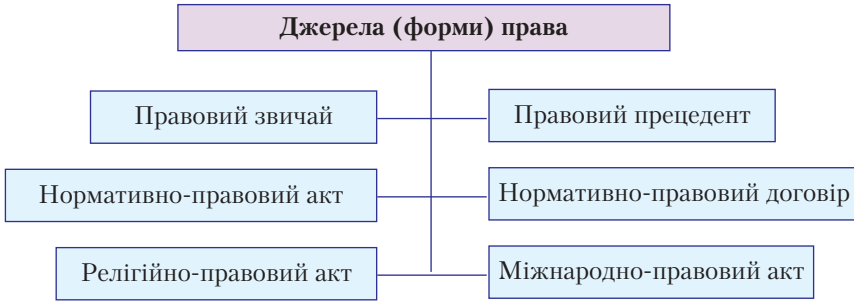 Джерела (форми) права
Правовий звичай
Правовий прецедент
Нормативно-правовий акт
Нормативно-правовий договір
Релігійно-правовий акт
Міжнародно-правовий акт